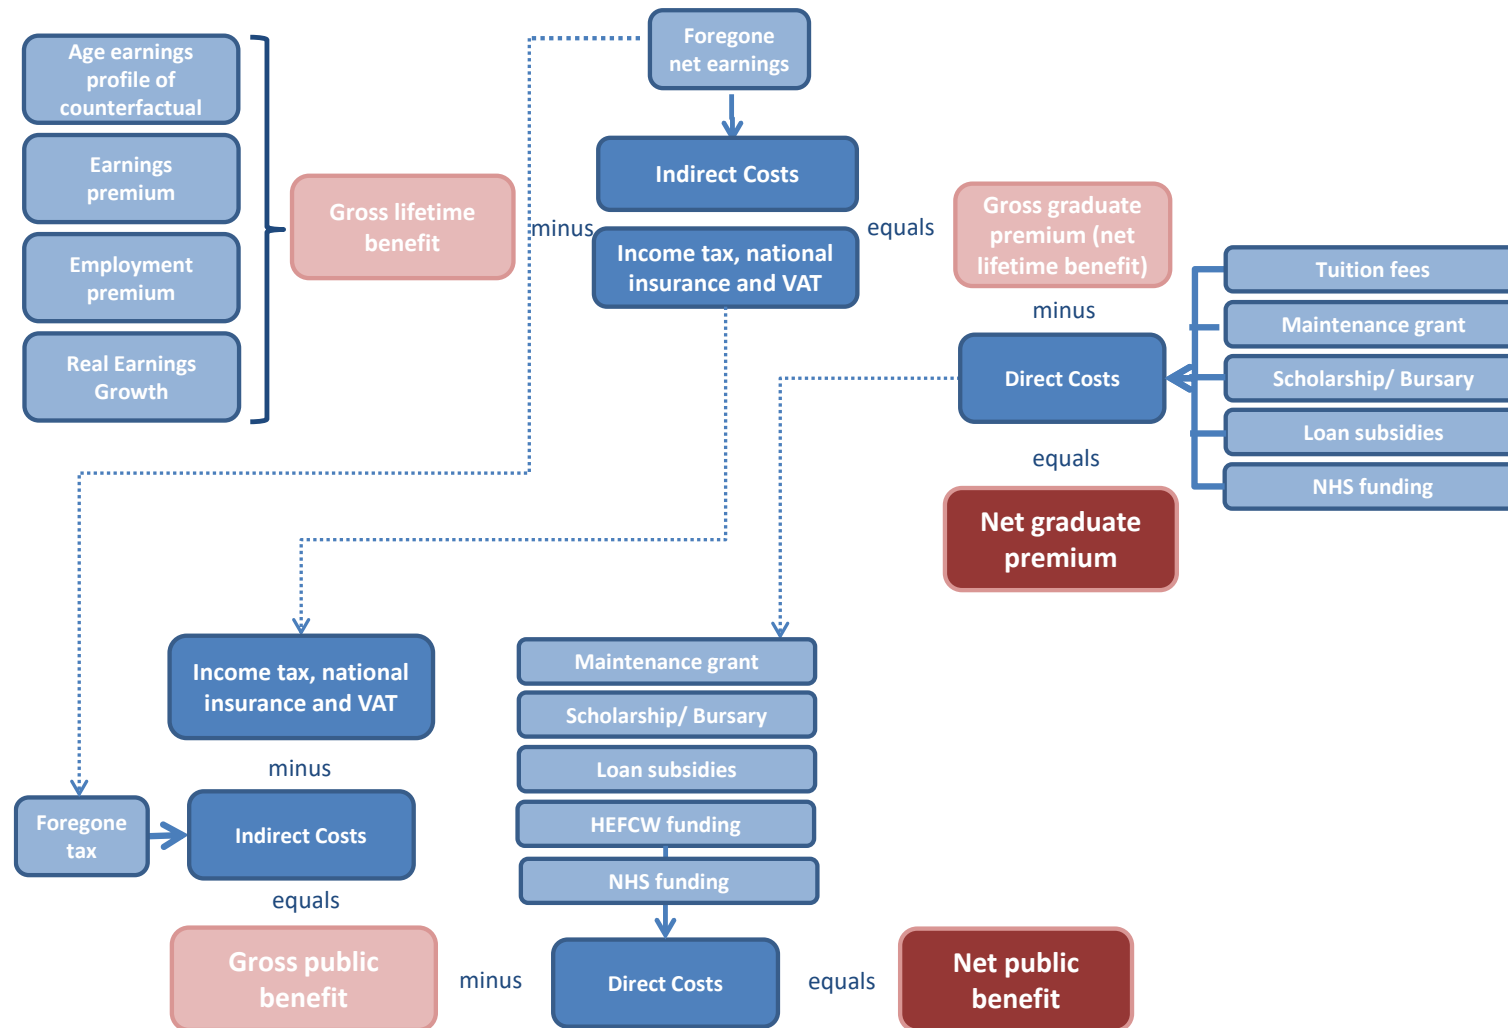 Age earnings
profile of
counterfactual
Earnings
premium
Employment
premium
Real Earnings
Growth
Gross lifetime
benefit
minus
Foregone
net earnings
Indirect Costs
Income tax, national
insurance and VAT
equals
Gross graduate
premium (net
lifetime benefit)
minus
Direct Costs
equals
Net graduate
premium
Tuition fees
Maintenance grant
Scholarship/ Bursary
Loan subsidies
NHS funding
Income tax, national
insurance and VAT
minus
Foregone
tax
Indirect Costs
equals
Gross public
benefit
minus
Maintenance grant
Scholarship/ Bursary
Loan subsidies
HEFCW funding
NHS funding
Direct Costs
equals
Net public
benefit